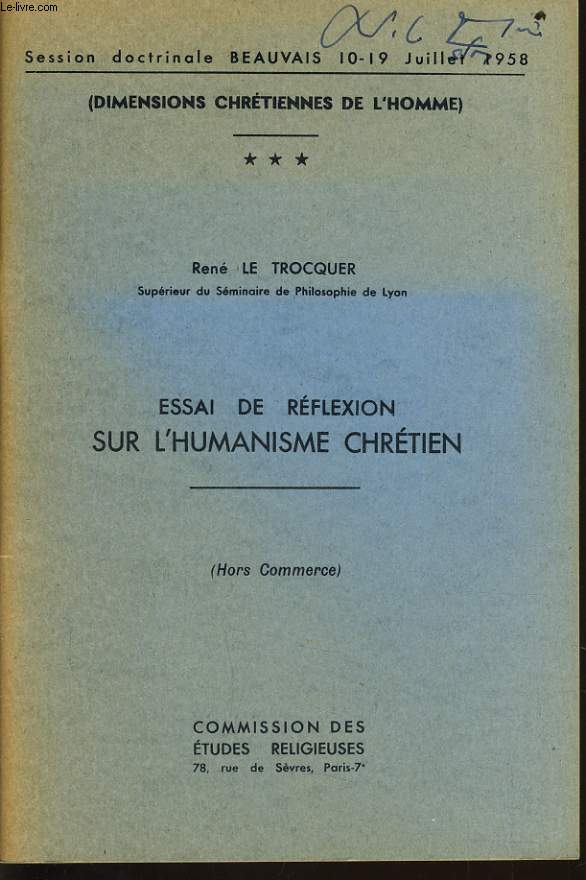 Le-livre.com
Session doctrinale BEAUVAIS 10-19 Juillet 1958
(DIMENSIONS CHRÉTIENNES DE L'HOMME)
★ ★ ★
René LE TROCQUER
Supérieur du Séminaire de Philosophie de Lyon
ESSAI DE RÉFLEXION
SUR L'HUMANISME CHRÉTIEN
(Hors Commerce)
COMMISSION DES
ÉTUDES RELIGIEUSES
78, rue de Sèvres, Paris-7ᵉ